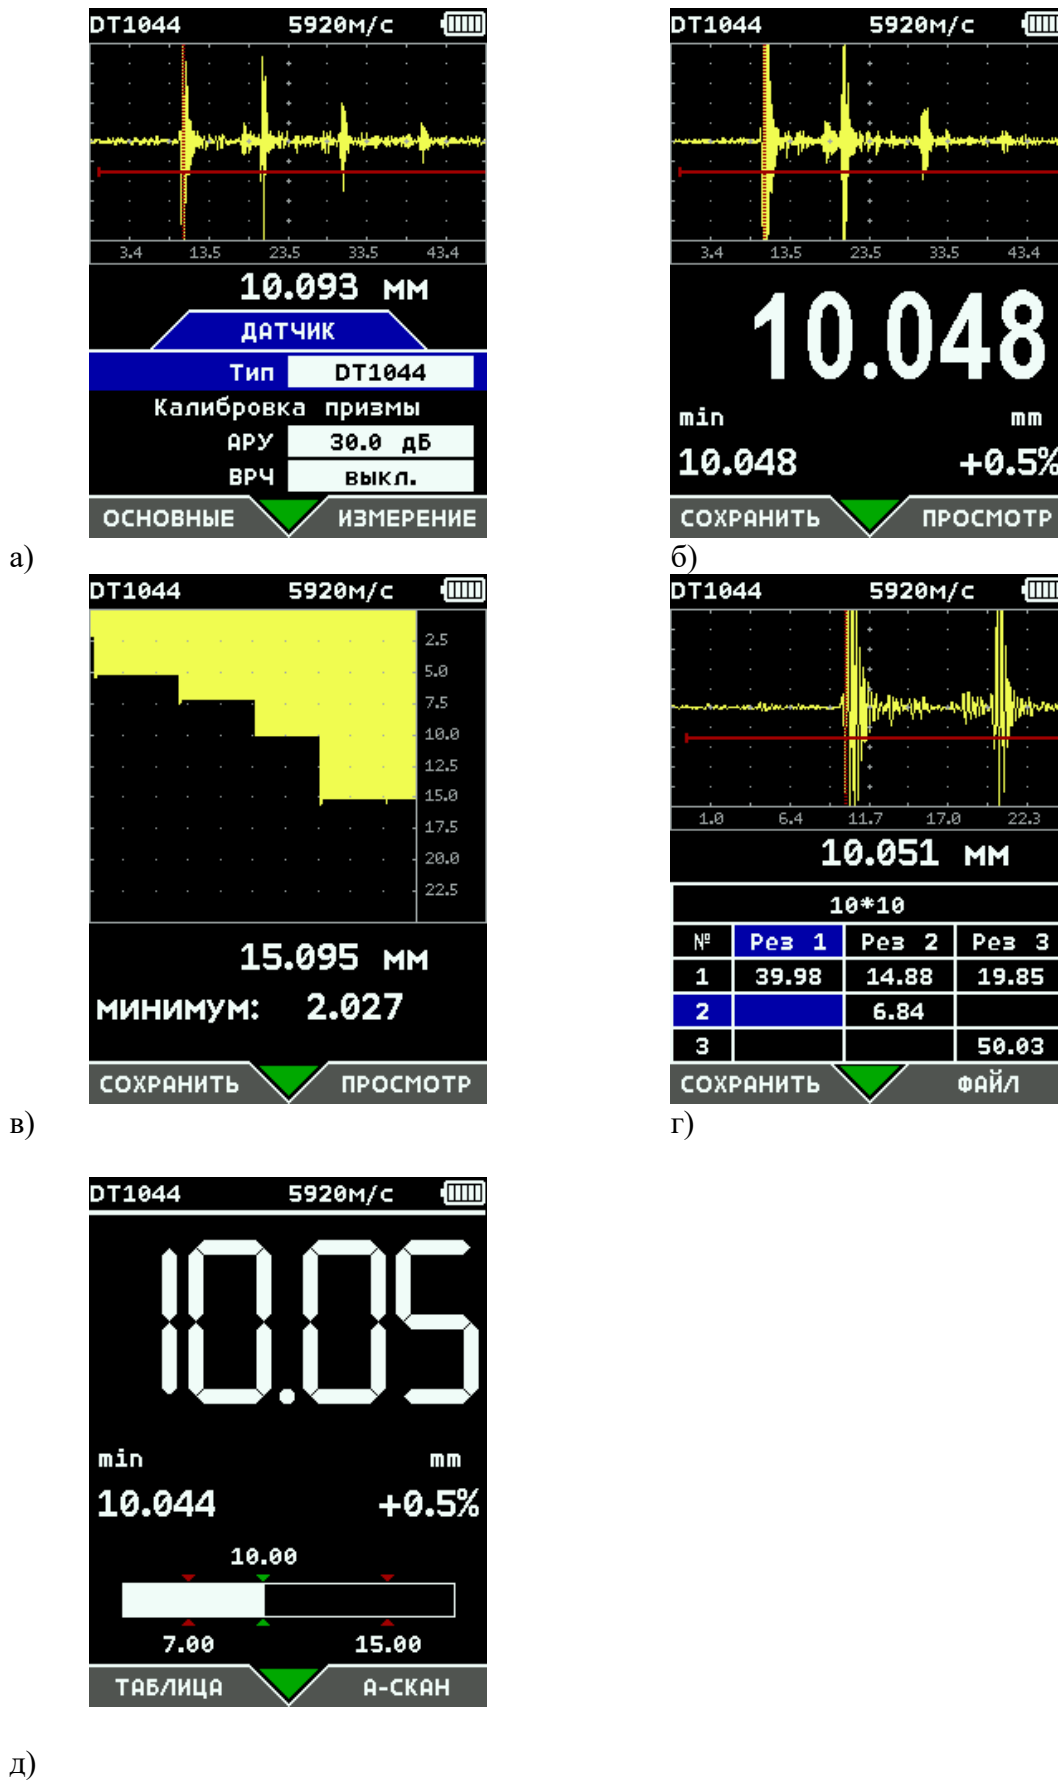 DT1044 5920м/с
3.4 13.5 23.5 33.5 43.4
10.093 мм
ДАТЧИК
Тип DT1044
Калибровка призмы
АРУ 30.0 дБ
ВРЧ выкл.
ОСНОВНЫЕ ИЗМЕРЕНИЕ
а)
DT1044 5920м/с
3.4 13.5 23.5 33.5 43.4
10.048
min mm
10.048 +0.5%
СОХРАНИТЬ ПРОСМОТР
б)
DT1044 5920м/с
2.5
5.0
7.5
10.0
12.5
15.0
17.5
20.0
22.5
15.095 мм
минимум: 2.027
СОХРАНИТЬ ПРОСМОТР
в)
DT1044 5920м/с
1.0 6.4 11.7 17.0 22.3
10.051 мм
10*10
№ Рез 1 Рез 2 Рез 3
1 39.98 14.88 19.85
2 6.84
3 50.03
СОХРАНИТЬ ФАЙЛ
г)
DT1044 5920м/с
10.05
min mm
10.044 +0.5%
10.00
7.00 15.00
ТАБЛИЦА А-СКАН
д)